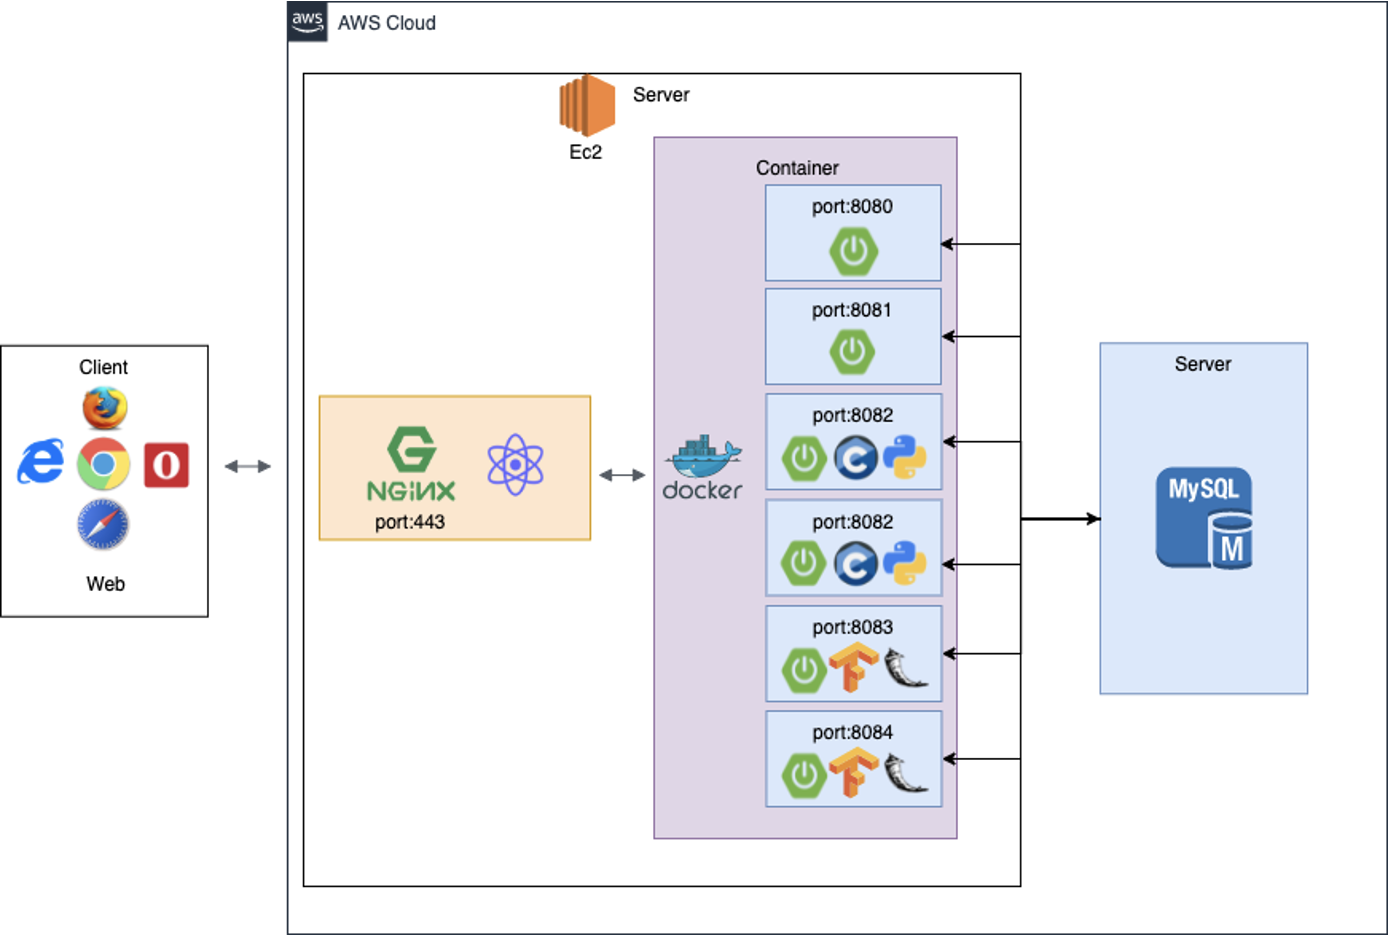 aws
AWS Cloud
Server
Ec2
Container
port:8080
port:8081
port:8082
port:8082
port:8083
port:8084
docker
NGiNX
port:443
Client
Web
Server
MySQL
M